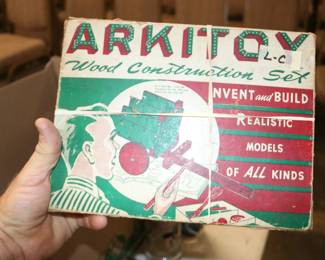 ARKITOY
L-C
Wood Construction Set
INVENT and BUILD
REALISTIC
MODELS
OF ALL KINDS